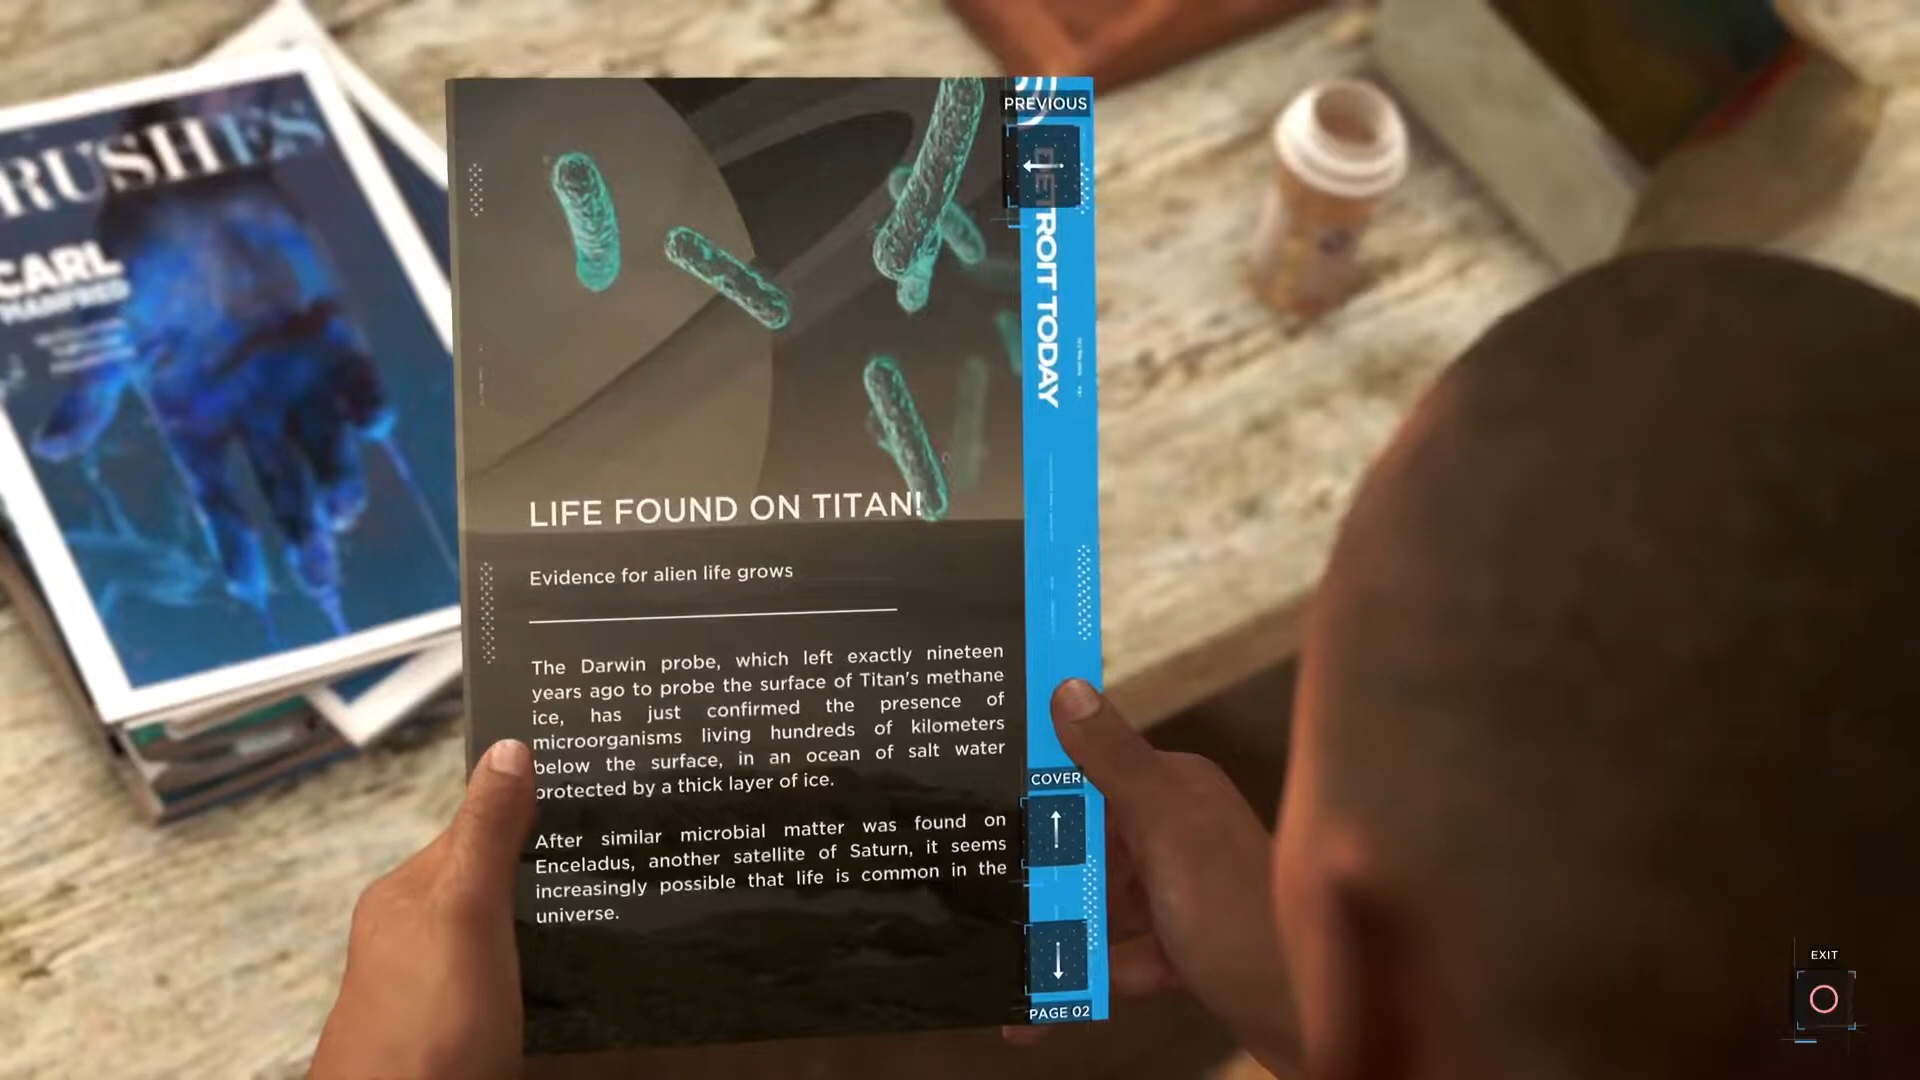 RUSHES
CARL
MANFRED
PREVIOUS
DETROIT TODAY
LIFE FOUND ON TITAN!
Evidence for alien life grows
The Darwin probe, which left exactly nineteen
years ago to probe the surface of Titan's methane
ice, has just confirmed the presence of
microorganisms living hundreds of kilometers
below the surface, in an ocean of salt water
protected by a thick layer of ice.
After similar microbial matter was found on
Enceladus, another satellite of Saturn, it seems
increasingly possible that life is common in the
universe.
COVER
PAGE 02
EXIT